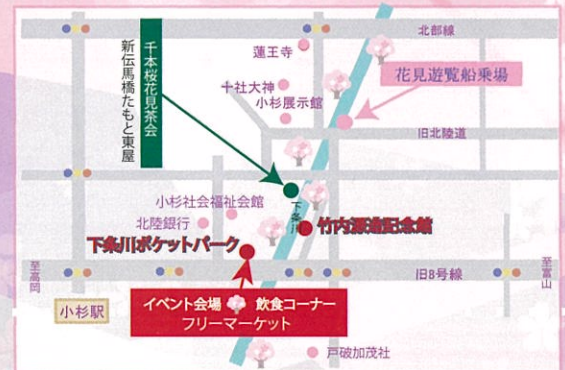 北部線
千本桜花見茶会
新伝馬橋たもと東屋
蓮王寺
花見遊覧船乗場
十社大神
小杉展示館
旧北陸道
小杉社会福祉会館
下条川
北陸銀行
竹内源造記念館
下条川ポケットパーク
至高岡
旧8号線
至富山
小杉駅
イベント会場 飲食コーナー
フリーマーケット
戸破加茂社